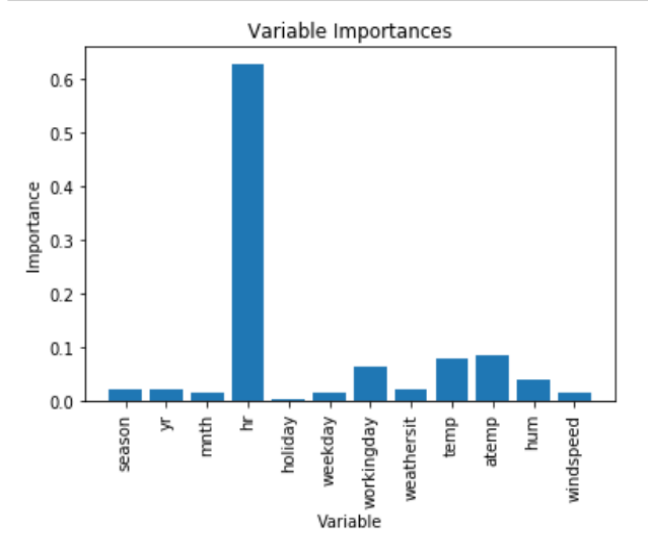 Variable Importances
0.6
0.5
0.4
0.3
0.2
0.1
0.0
Importance
season
yr
mnth
hr
holiday
weekday
workingday
weathersit
temp
atemp
hum
windspeed
Variable